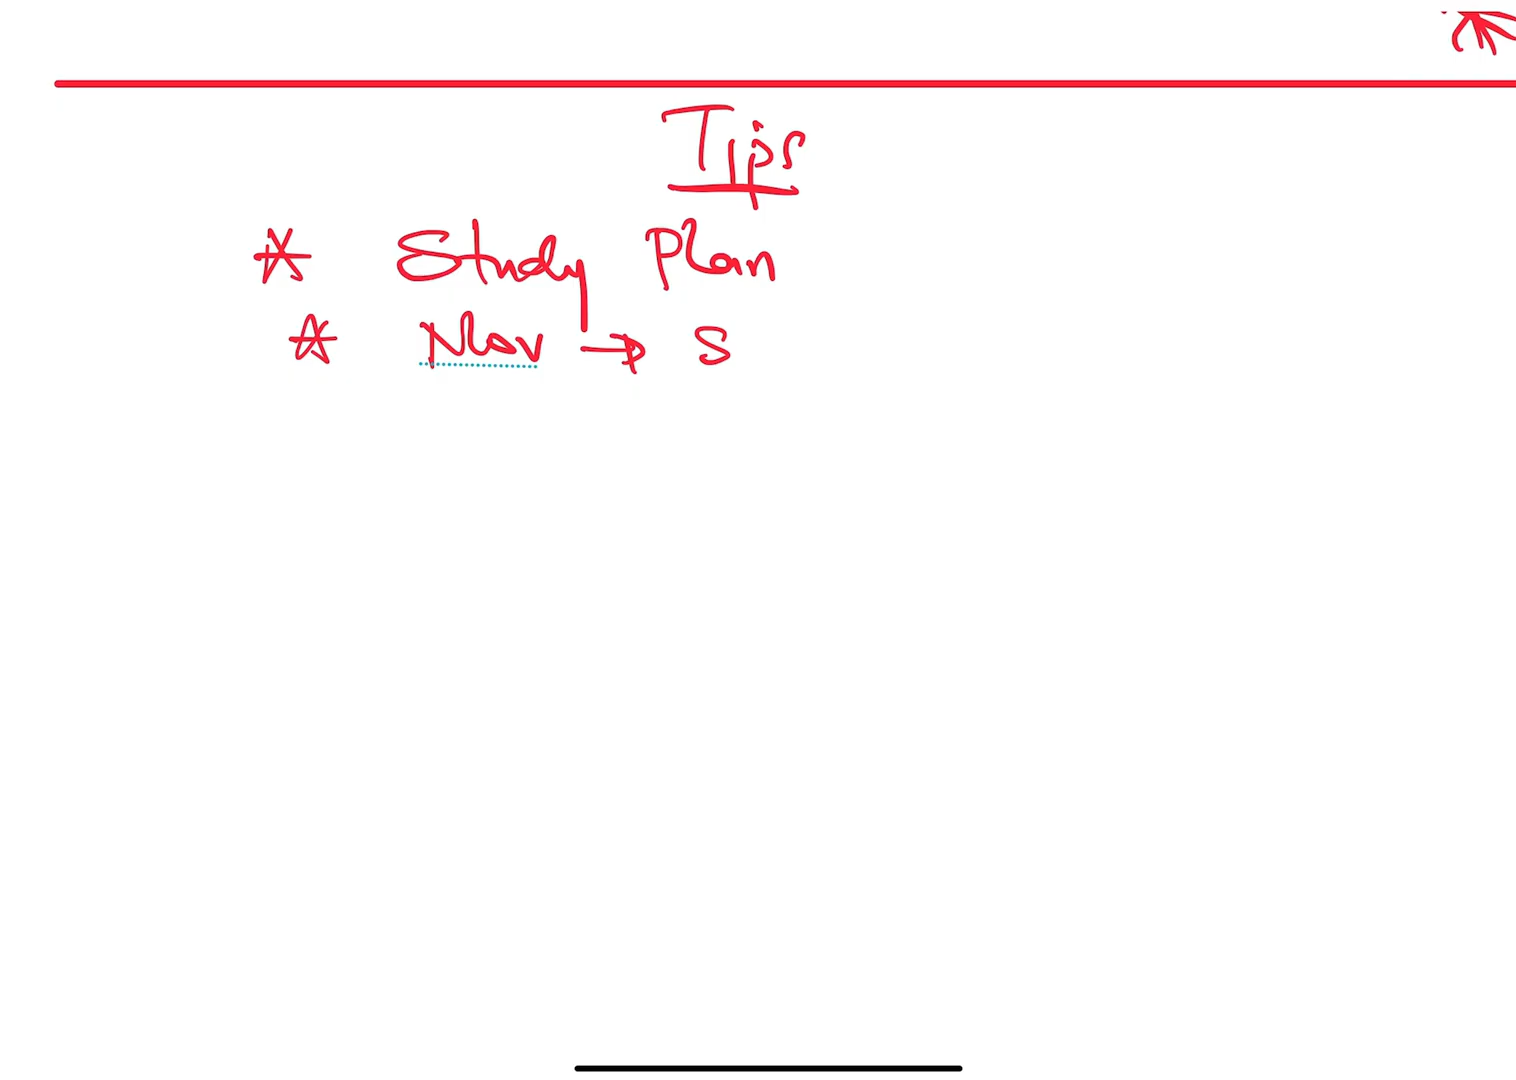 Tips
* Study Plan
* Nov → S